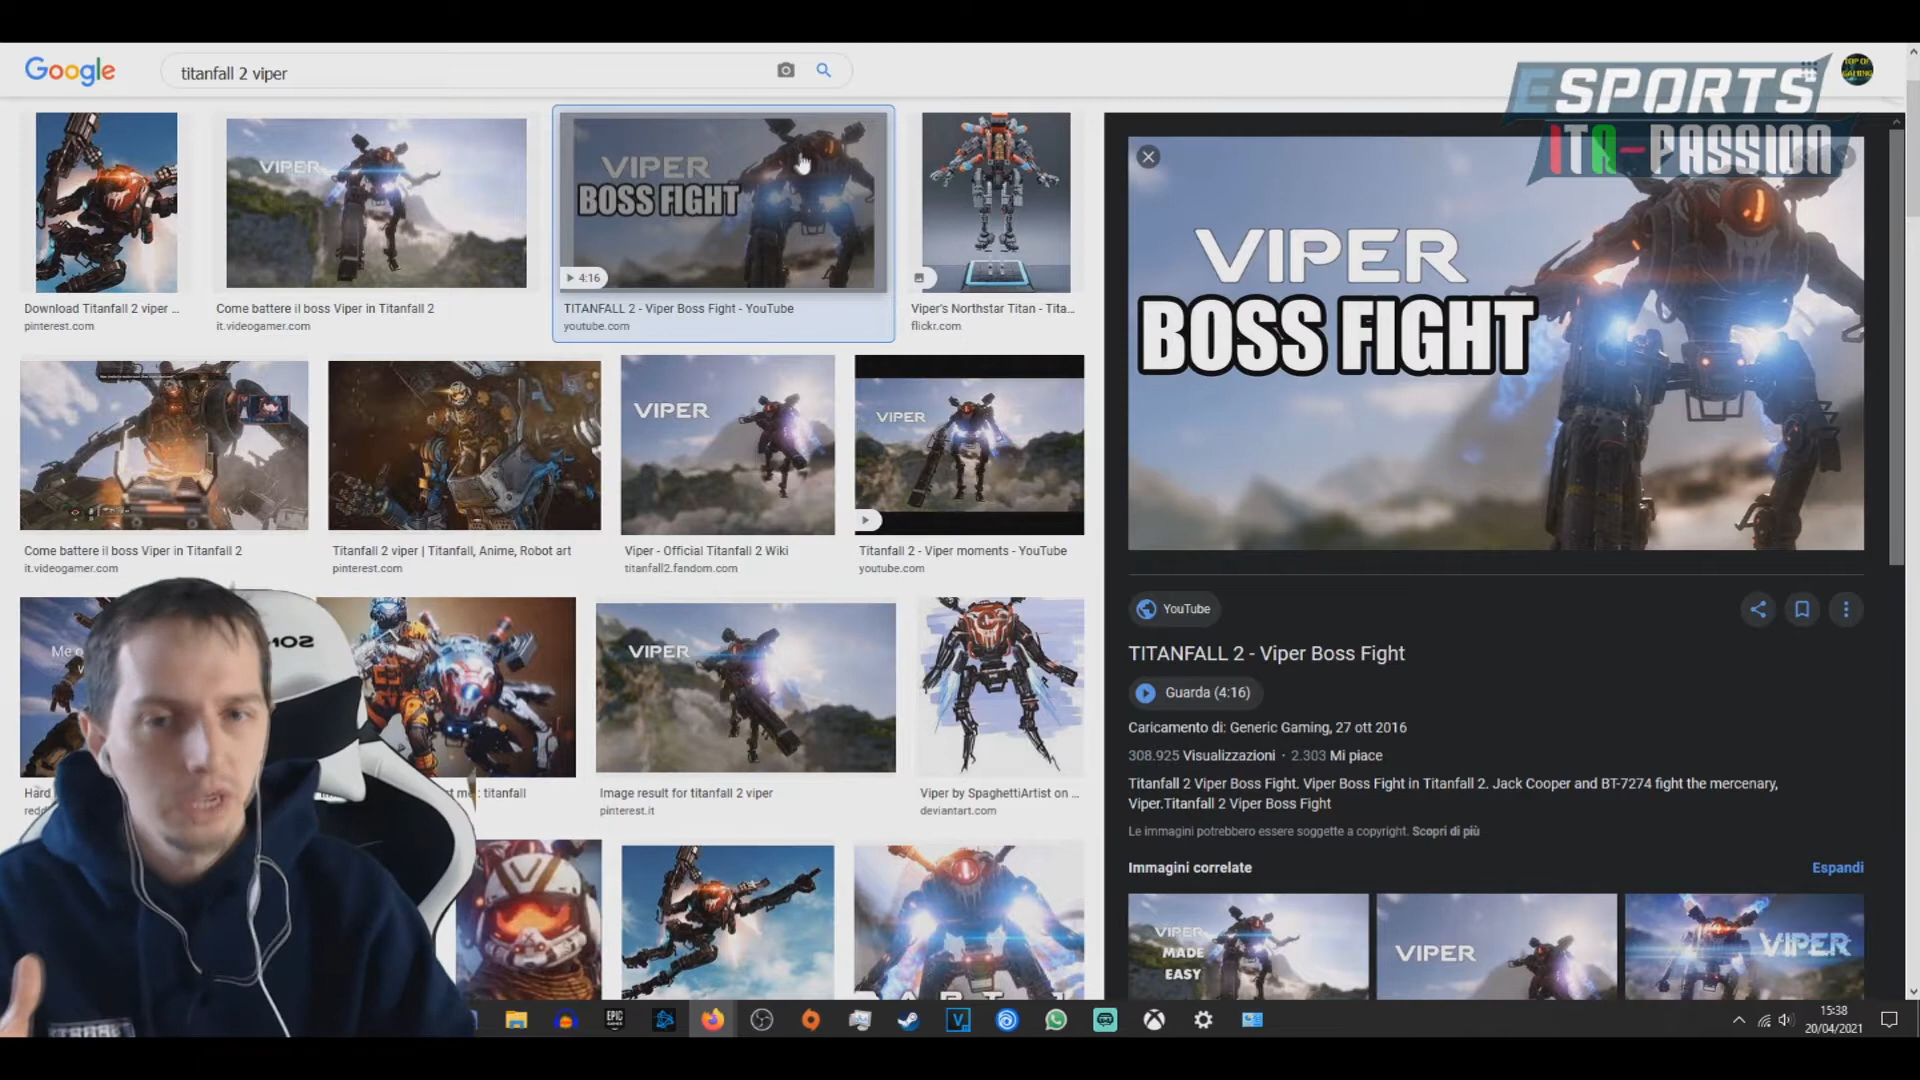 Google
titanfall 2 viper
ESPORTS
ITA-PASSION
TOP OF
GAMING
VIPER
VIPER
BOSS FIGHT
4:16
Download Titanfall 2 viper ...
pinterest.com
Come battere il boss Viper in Titanfall 2
it.videogamer.com
TITANFALL 2 - Viper Boss Fight - YouTube
youtube.com
Viper's Northstar Titan - Tita...
flickr.com
VIPER
BOSS FIGHT
VIPER
VIPER
Come battere il boss Viper in Titanfall 2
it.videogamer.com
Titanfall 2 viper | Titanfall, Anime, Robot art
pinterest.com
Viper - Official Titanfall 2 Wiki
titanfall2.fandom.com
Titanfall 2 - Viper moments - YouTube
youtube.com
VIPER
Hard
: titanfall
Image result for titanfall 2 viper
pinterest.it
Viper by SpaghettiArtist on ...
deviantart.com
YouTube
TITANFALL 2 - Viper Boss Fight
Guarda (4:16)
Caricamento di: Generic Gaming, 27 ott 2016
308.925 Visualizzazioni · 2.303 Mi piace
Titanfall 2 Viper Boss Fight. Viper Boss Fight in Titanfall 2. Jack Cooper and BT-7274 fight the mercenary,
Viper.Titanfall 2 Viper Boss Fight
Le immagini potrebbero essere soggette a copyright. Scopri di più
Immagini correlate
Espandi
VIPER
MADE
EASY
VIPER
VIPER
EPIC
GAMES
15:38
20/04/2021